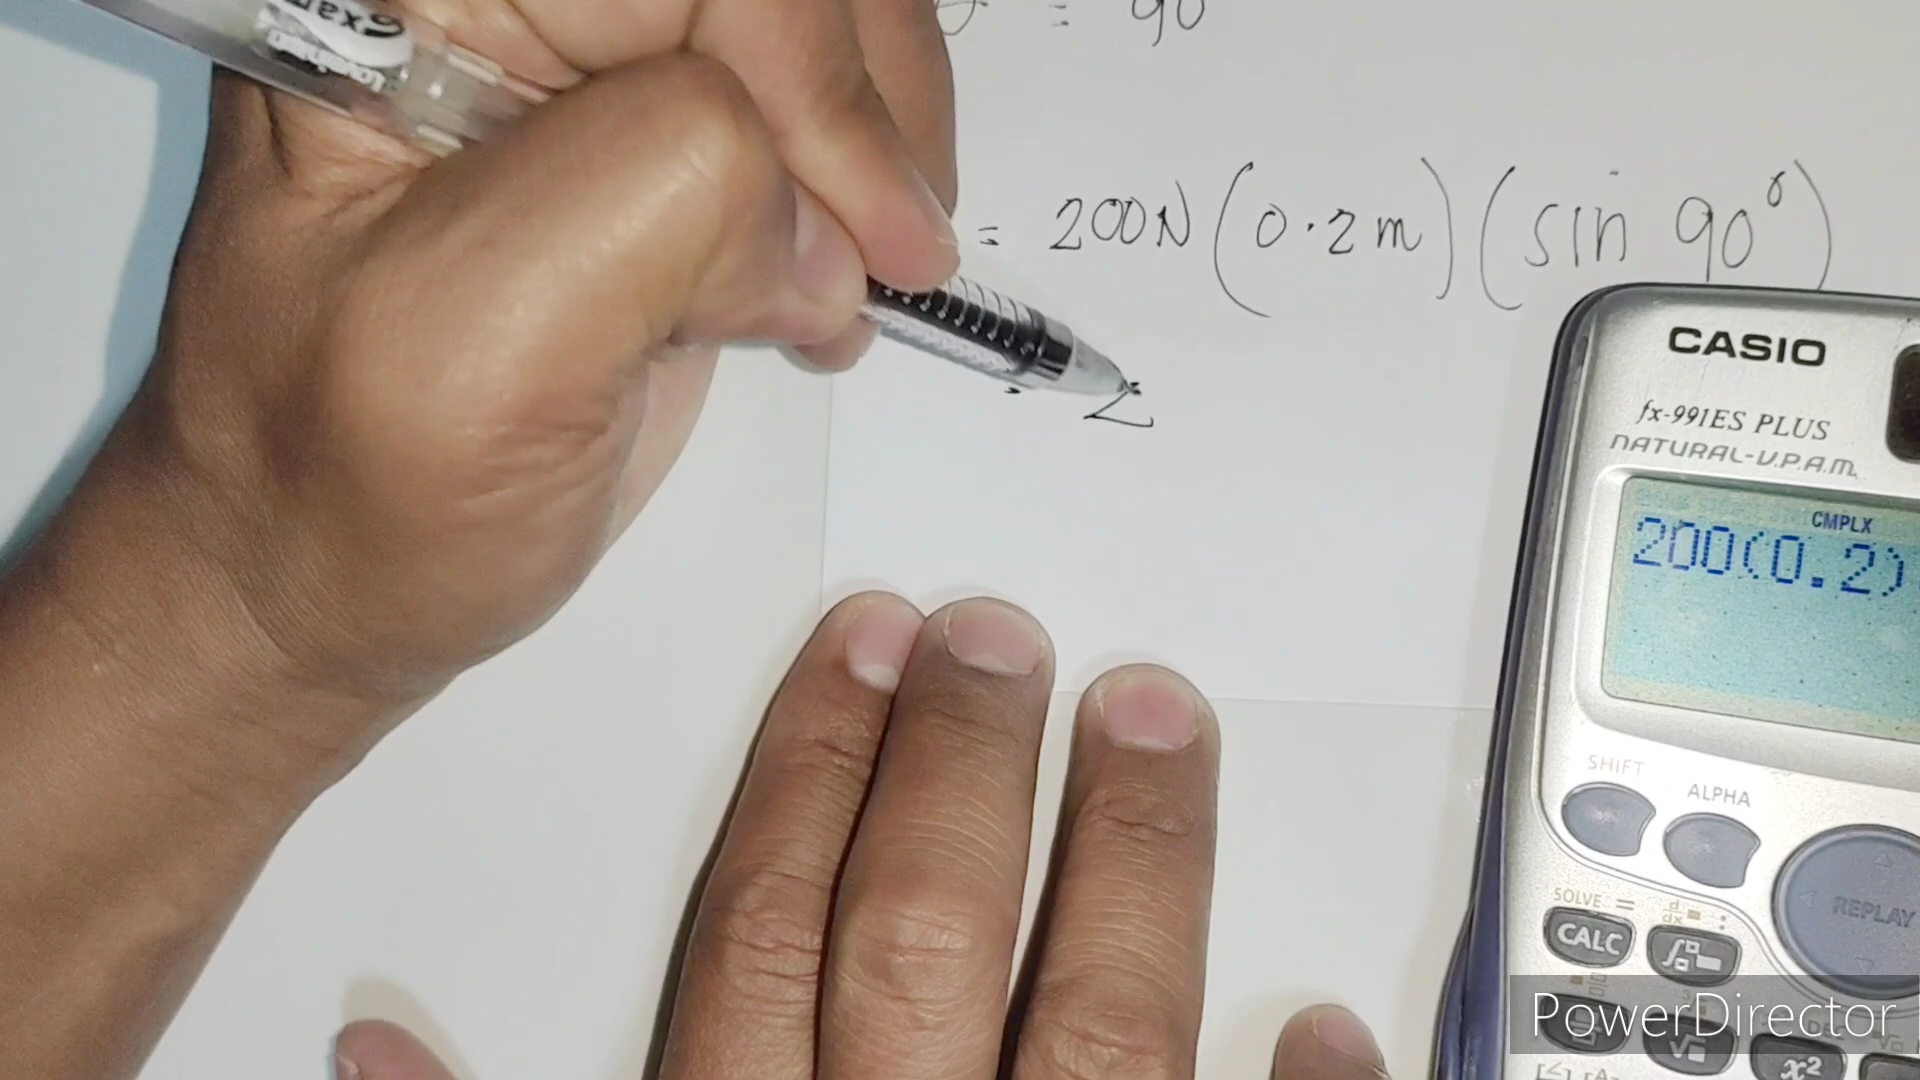 = 90
= 200N (0.2m) (sin 90°)
CASIO
fx-991ES PLUS
NATURAL-V.P.A.M.
CMPLX
200(0.2)
SHIFT
ALPHA
SOLVE =
CALC
REPLAY
x²
PowerDirector